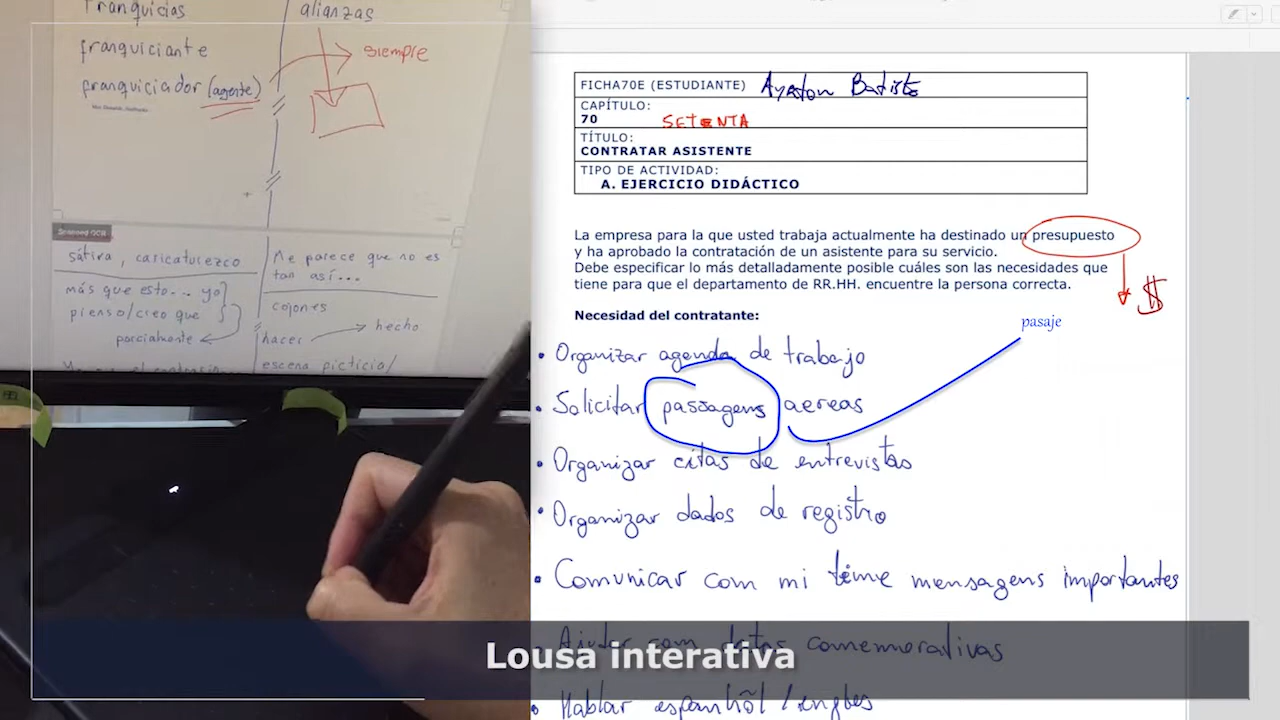 franquicias
franquiciante
franquiciador (agente)
alianzas
siempre
Scanned OCR
sátira, caricaturezco
más que esto... yo
pienso/creo que
parcialmente
Me parece que no es
tan así...
cojones
hacer
hecho
escena picticia/
FICHA70E (ESTUDIANTE) Ayrton Batista
CAPÍTULO:
70 SETENTA
TÍTULO:
CONTRATAR ASISTENTE
TIPO DE ACTIVIDAD:
A. EJERCICIO DIDÁCTICO
La empresa para la que usted trabaja actualmente ha destinado un presupuesto
y ha aprobado la contratación de un asistente para su servicio.
Debe especificar lo más detalladamente posible cuáles son las necesidades que
tiene para que el departamento de RR.HH. encuentre la persona correcta.
$
Necesidad del contratante:
pasaje
• Organizar agenda de trabajo
• Solicitar passagens aereas
• Organizar citas de entrevistas
• Organizar dados de registro
• Comunicar com mi téme mensagens importantes
• Ajudar com datas comemorativas
• Hablar espanhõl / ingles
Lousa interativa